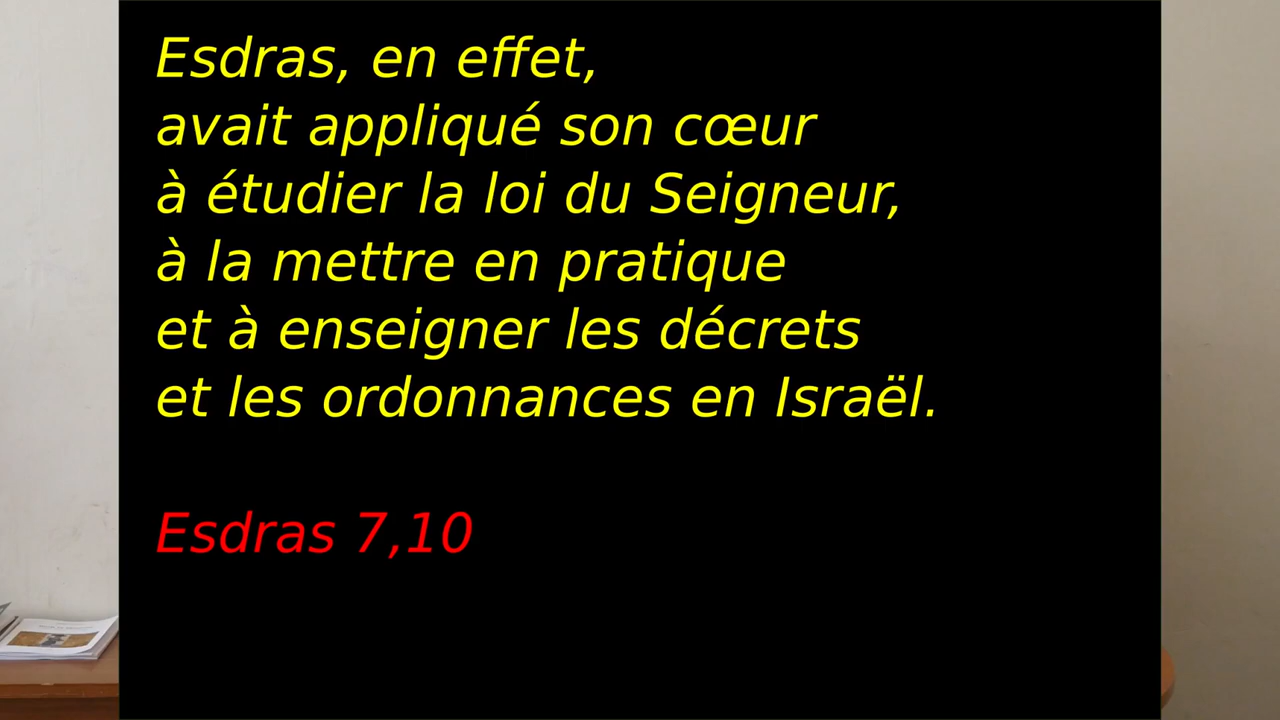 Esdras, en effet,
avait appliqué son cœur
à étudier la loi du Seigneur,
à la mettre en pratique
et à enseigner les décrets
et les ordonnances en Israël.
Esdras 7,10